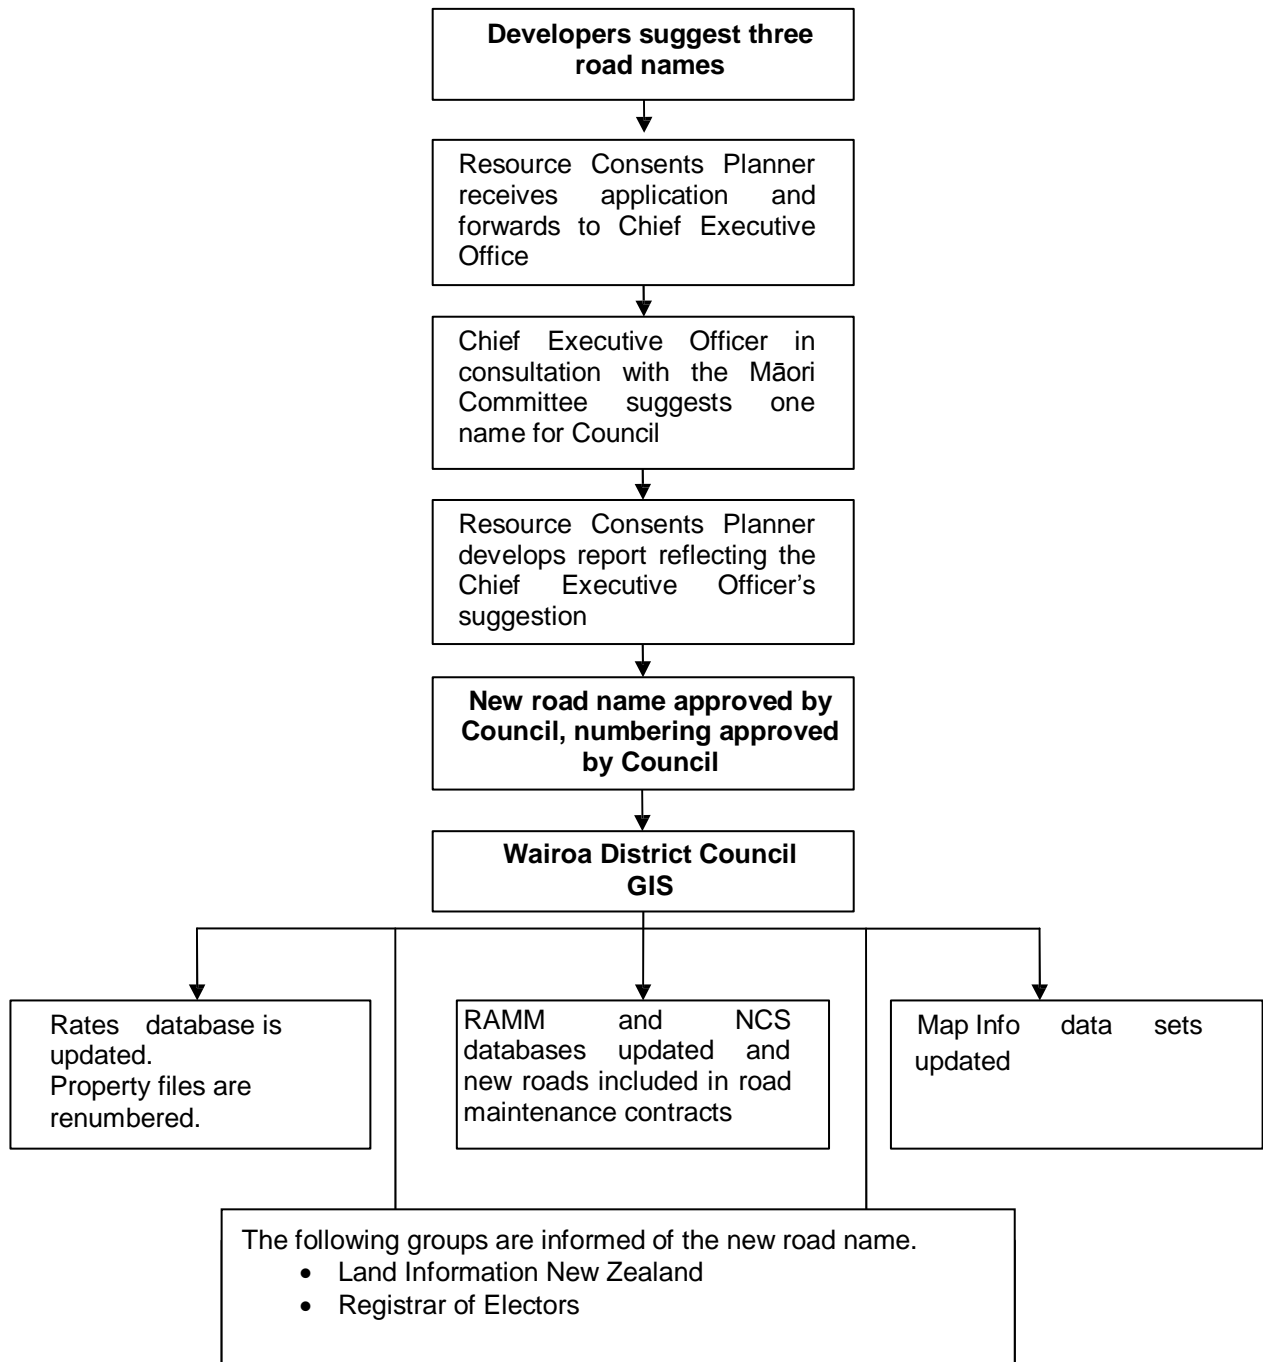 Developers suggest three
road names
Resource Consents Planner
receives application and
forwards to Chief Executive
Office
Chief Executive Officer in
consultation with the Māori
Committee suggests one
name for Council
Resource Consents Planner
develops report reflecting the
Chief Executive Officer’s
suggestion
New road name approved by
Council, numbering approved
by Council
Wairoa District Council
GIS
Rates database is
updated.
Property files are
renumbered.
RAMM and NCS
databases updated and
new roads included in road
maintenance contracts
Map Info data sets
updated
The following groups are informed of the new road name.
• Land Information New Zealand
• Registrar of Electors